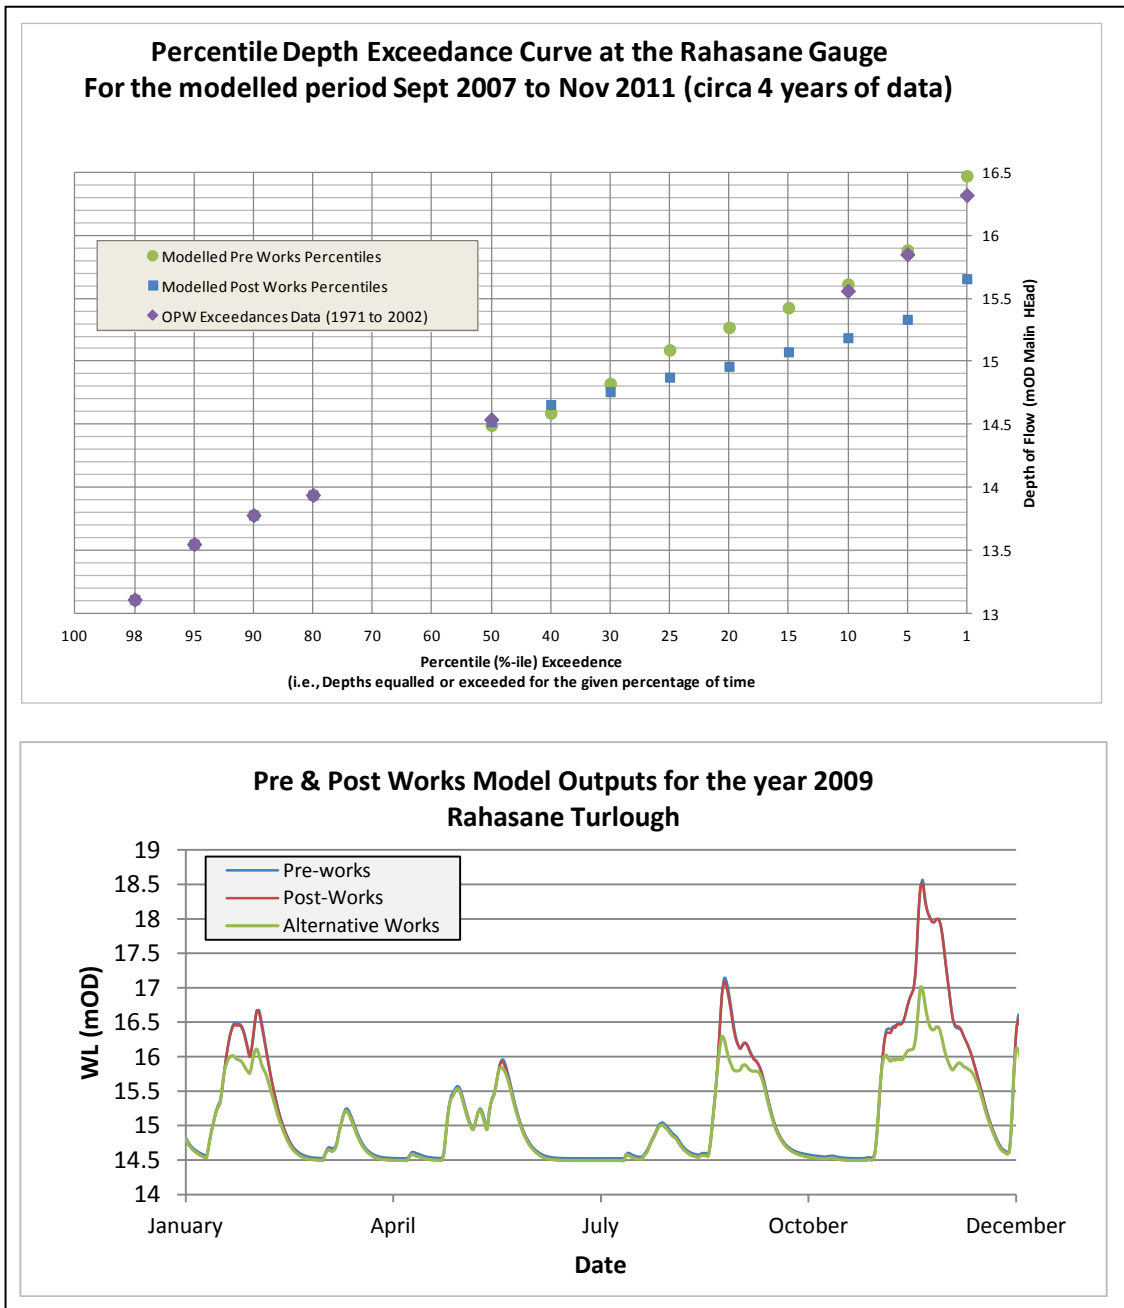 Percentile Depth Exceedance Curve at the Rahasane Gauge
For the modelled period Sept 2007 to Nov 2011 (circa 4 years of data)
16.5
16
15.5
15
14.5
14
13.5
13
Depth of Flow (mOD Malin HEad)
Modelled Pre Works Percentiles
Modelled Post Works Percentiles
OPW Exceedances Data (1971 to 2002)
100 98 95 90 80 70 60 50 40 30 25 20 15 10 5 1
Percentile (%-ile) Exceedence
(i.e., Depths equalled or exceeded for the given percentage of time
Pre & Post Works Model Outputs for the year 2009
Rahasane Turlough
19
18.5
18
17.5
17
16.5
16
15.5
15
14.5
14
WL (mOD)
Pre-works
Post-Works
Alternative Works
January April July October December
Date